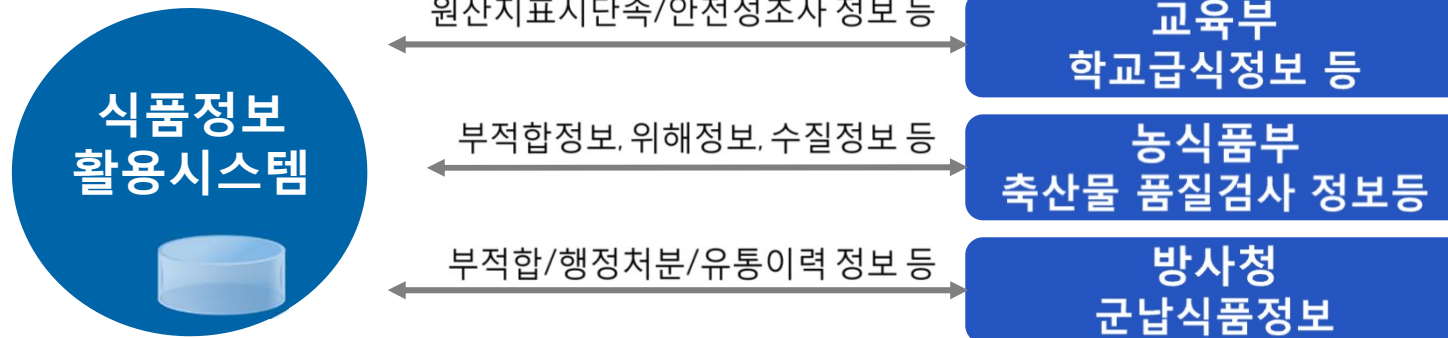 원산지표시단속/안전성조사 정보 등
교육부
학교급식정보 등
식품정보
활용시스템
부적합정보, 위해정보, 수질정보 등
농식품부
축산물 품질검사 정보등
부적합/행정처분/유통이력 정보 등
방사청
군납식품정보